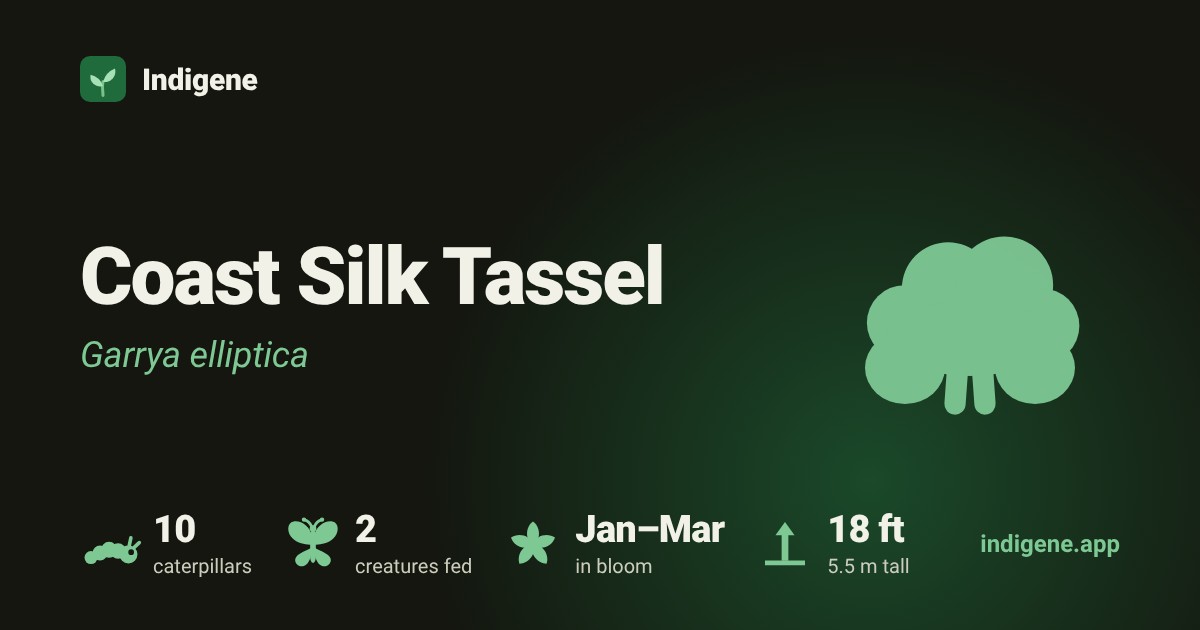 Indigene
Coast Silk Tassel
Garrya elliptica
10
caterpillars
2
creatures fed
Jan–Mar
in bloom
18 ft
5.5 m tall
indigene.app